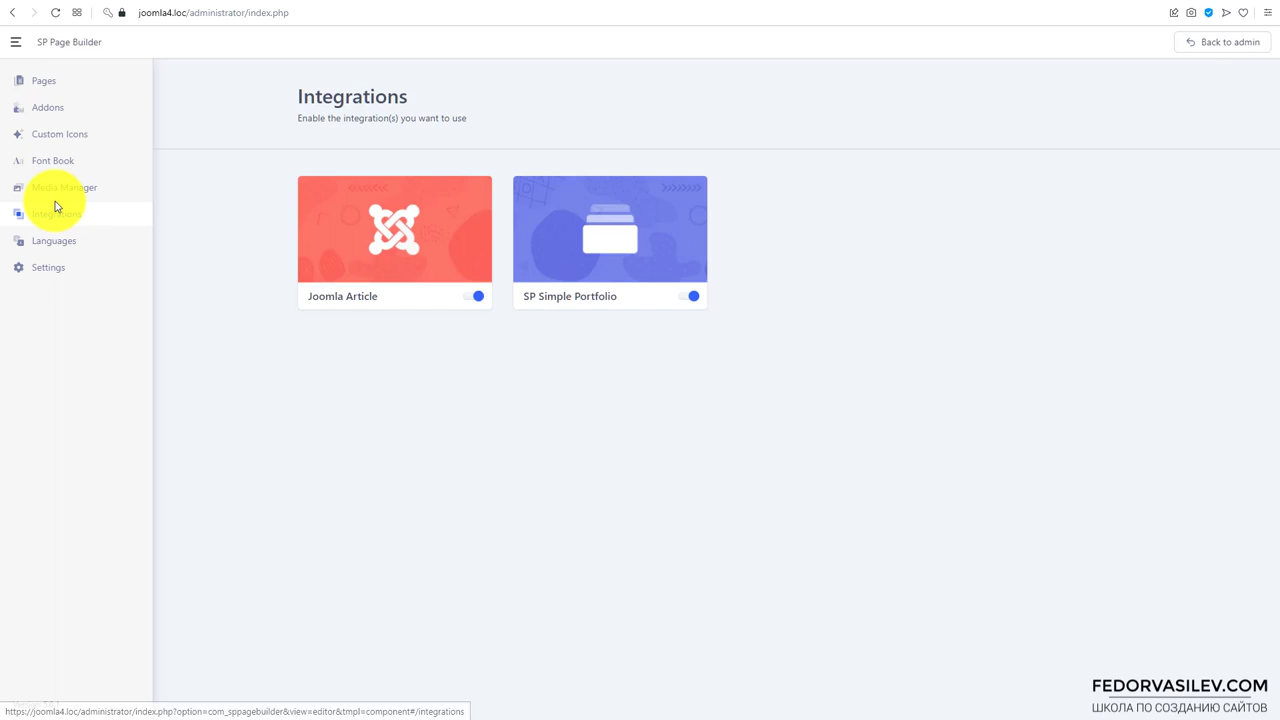 joomla4.loc/administrator/index.php
SP Page Builder
Back to admin
Pages
Addons
Custom Icons
Font Book
Media Manager
Integrations
Languages
Settings
Integrations
Enable the integration(s) you want to use
Joomla Article
SP Simple Portfolio
https://joomla4.loc/administrator/index.php?option=com_sppagebuilder&view=editor&tmpl=component#/integrations
FEDORVASILEV.COM
ШКОЛА ПО СОЗДАНИЮ САЙТОВ